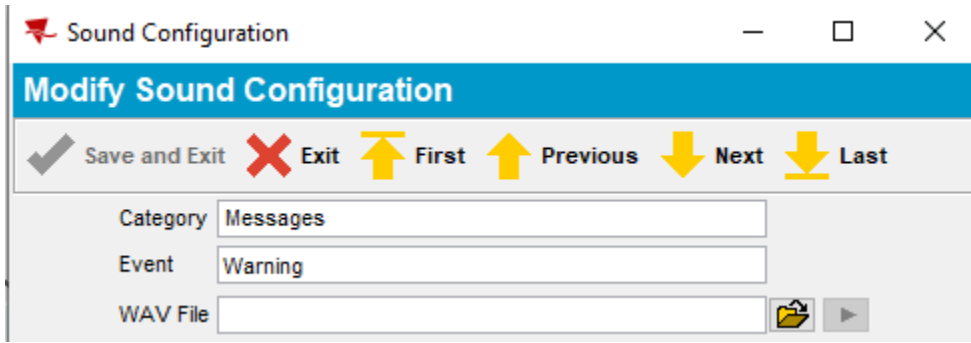 Sound Configuration
Modify Sound Configuration
Save and Exit Exit First Previous Next Last
Category Messages
Event Warning
WAV File